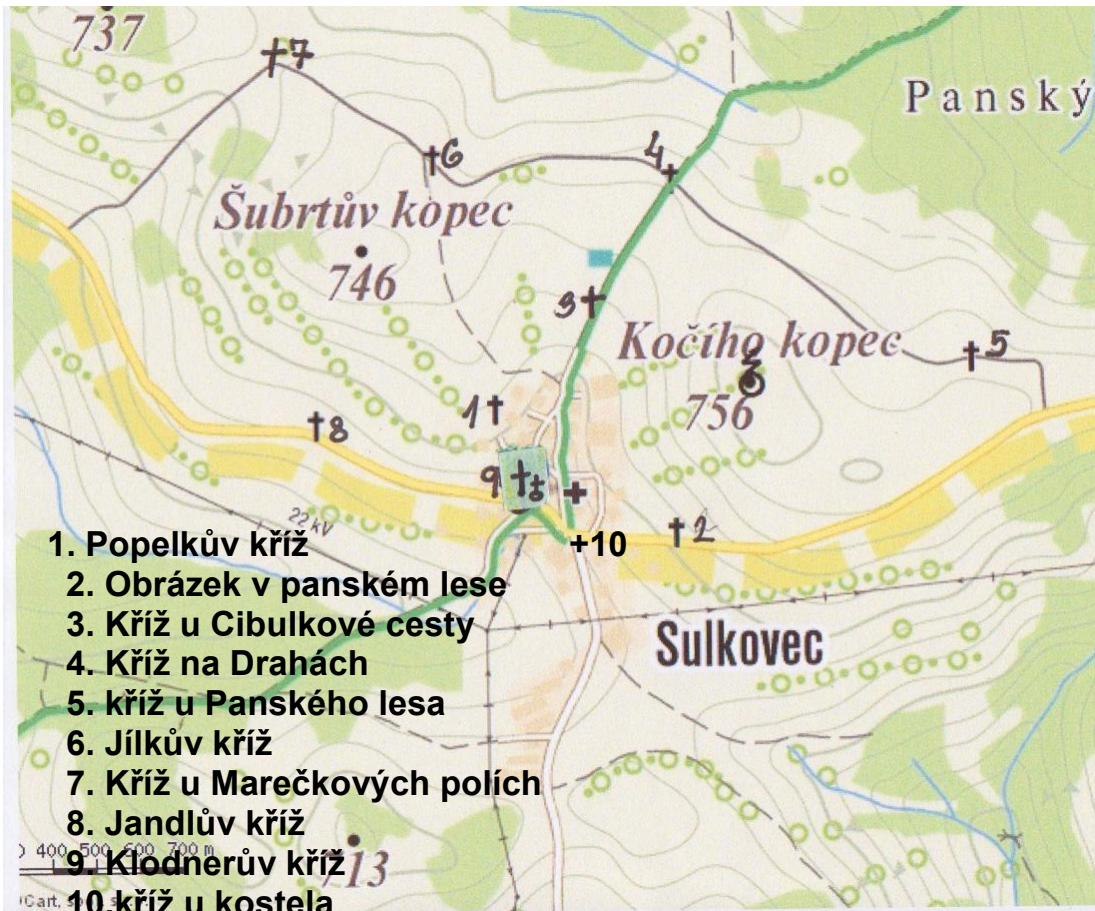 737
7
Panský
6
4
Šubrtův kopec
746
3
Kočího kopec
5
756
1
8
9
22 kV
2
1. Popelkův kříž
+10
2. Obrázek v panském lese
3. Kříž u Cibulkové cesty
Sulkovec
4. Kříž na Drahách
5. kříž u Panského lesa
6. Jílkův kříž
7. Kříž u Marečkových polích
8. Jandlův kříž
400 500 600 700 m
9. Klodnerův kříž
713
10.kříž u kostela